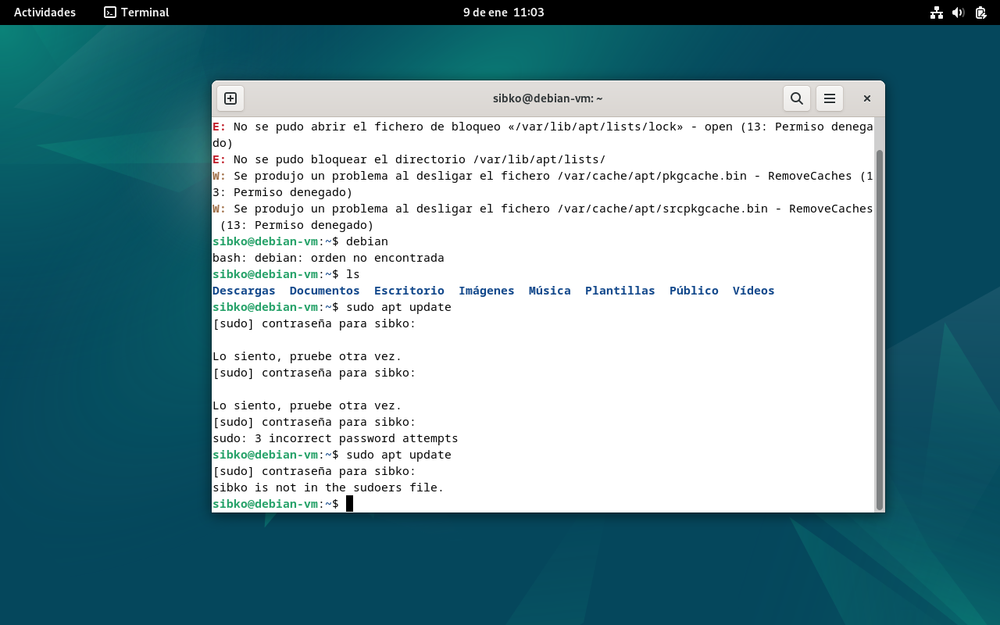 Actividades Terminal 9 de ene 11:03
sibko@debian-vm: ~
E: No se pudo abrir el fichero de bloqueo «/var/lib/apt/lists/lock» - open (13: Permiso denega
do)
E: No se pudo bloquear el directorio /var/lib/apt/lists/
W: Se produjo un problema al desligar el fichero /var/cache/apt/pkgcache.bin - RemoveCaches (1
3: Permiso denegado)
W: Se produjo un problema al desligar el fichero /var/cache/apt/srcpkgcache.bin - RemoveCaches
 (13: Permiso denegado)
sibko@debian-vm:~$ debian
bash: debian: orden no encontrada
sibko@debian-vm:~$ ls
Descargas  Documentos  Escritorio  Imágenes  Música  Plantillas  Público  Vídeos
sibko@debian-vm:~$ sudo apt update
[sudo] contraseña para sibko:
Lo siento, pruebe otra vez.
[sudo] contraseña para sibko:
Lo siento, pruebe otra vez.
[sudo] contraseña para sibko:
sudo: 3 incorrect password attempts
sibko@debian-vm:~$ sudo apt update
[sudo] contraseña para sibko:
sibko is not in the sudoers file.
sibko@debian-vm:~$